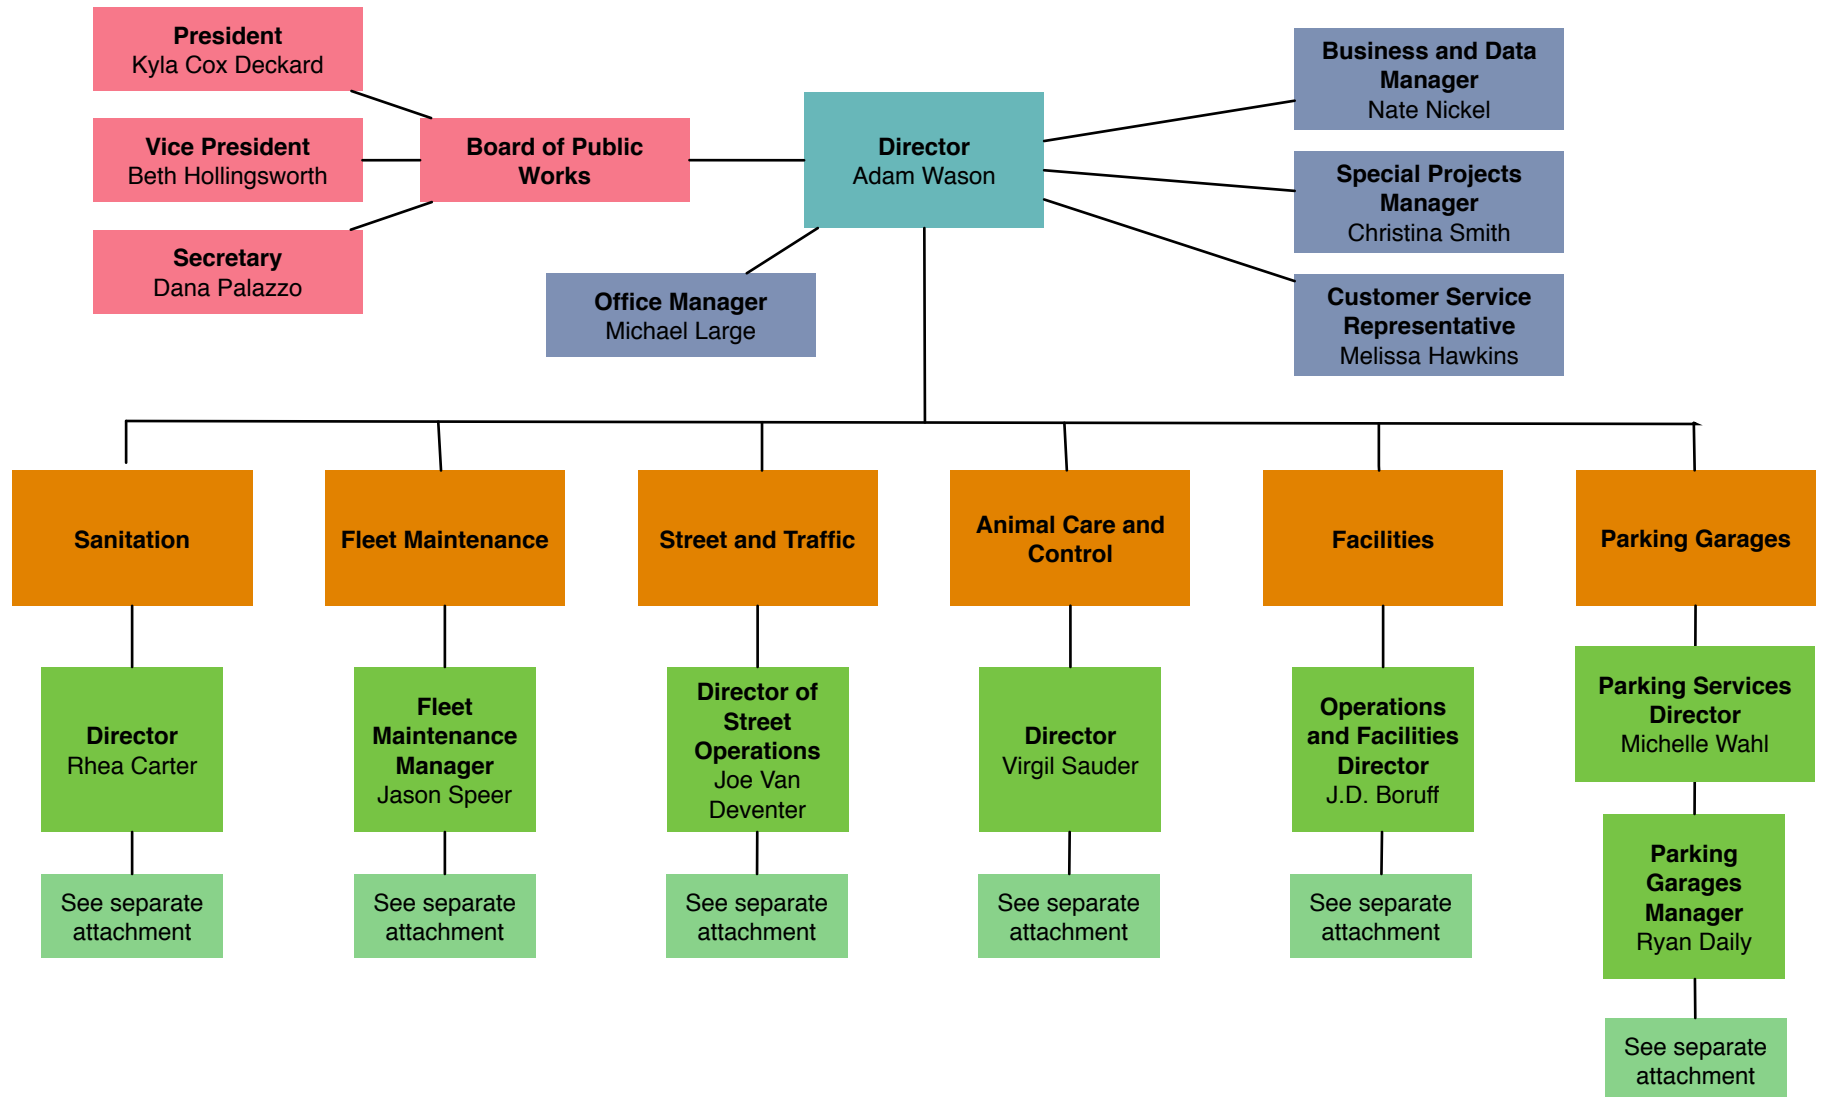 President
Kyla Cox Deckard
Vice President
Beth Hollingsworth
Secretary
Dana Palazzo
Board of Public
Works
Director
Adam Wason
Office Manager
Michael Large
Business and Data
Manager
Nate Nickel
Special Projects
Manager
Christina Smith
Customer Service
Representative
Melissa Hawkins
Sanitation
Fleet Maintenance
Street and Traffic
Animal Care and
Control
Facilities
Parking Garages
Director
Rhea Carter
Fleet
Maintenance
Manager
Jason Speer
Director of
Street
Operations
Joe Van
Deventer
Director
Virgil Sauder
Operations
and Facilities
Director
J.D. Boruff
Parking Services
Director
Michelle Wahl
Parking
Garages
Manager
Ryan Daily
See separate
attachment
See separate
attachment
See separate
attachment
See separate
attachment
See separate
attachment
See separate
attachment